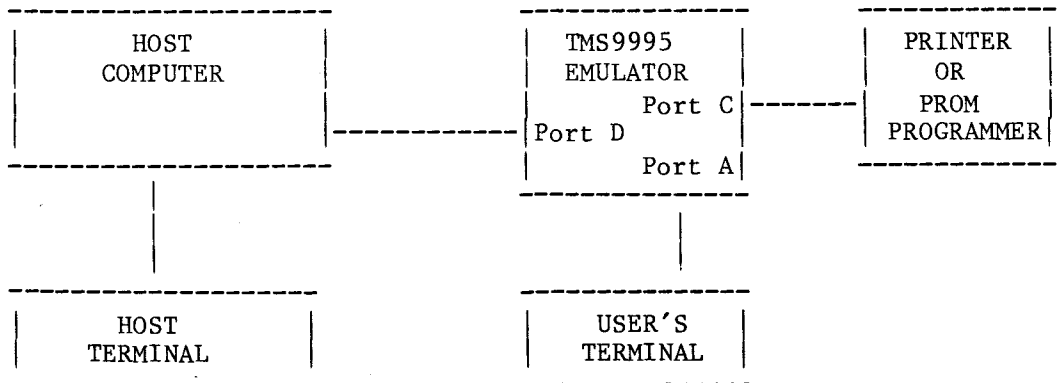 HOST
COMPUTER
TMS9995
EMULATOR
Port C
Port D
Port A
PRINTER
OR
PROM
PROGRAMMER
HOST
TERMINAL
USER'S
TERMINAL